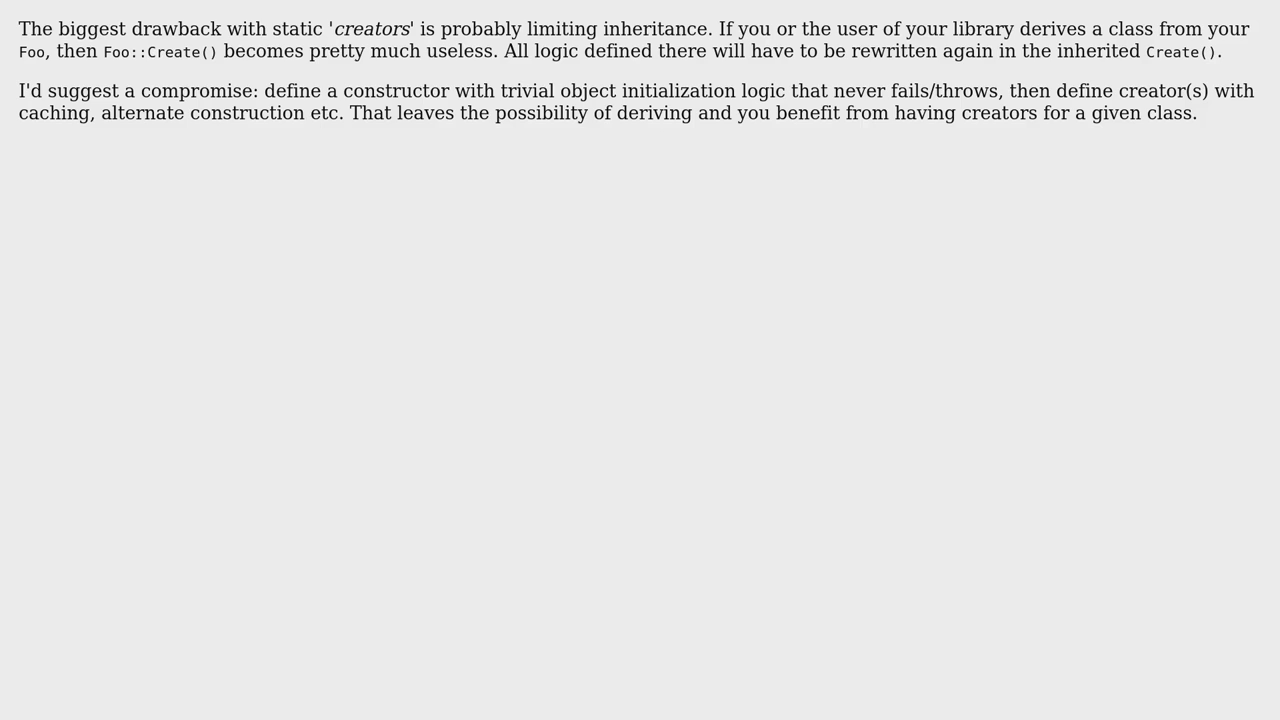 The biggest drawback with static 'creators' is probably limiting inheritance. If you or the user of your library derives a class from your
Foo, then Foo::Create() becomes pretty much useless. All logic defined there will have to be rewritten again in the inherited Create().
I'd suggest a compromise: define a constructor with trivial object initialization logic that never fails/throws, then define creator(s) with
caching, alternate construction etc. That leaves the possibility of deriving and you benefit from having creators for a given class.